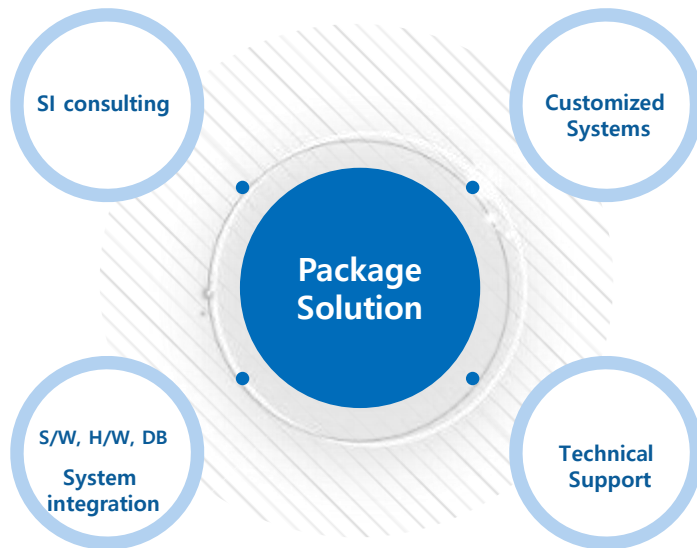 SI consulting
Customized
Systems
Package
Solution
S/W, H/W, DB
System
integration
Technical
Support